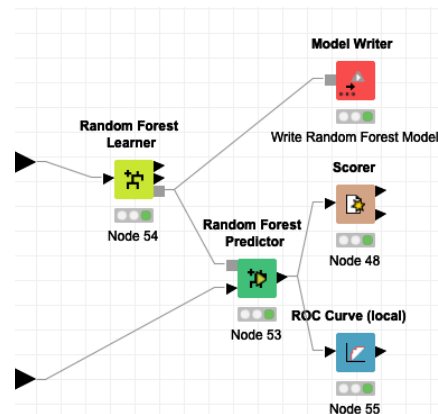 Model Writer
Write Random Forest Model
Random Forest
Learner
Node 54
Scorer
Node 48
Random Forest
Predictor
Node 53
ROC Curve (local)
Node 55